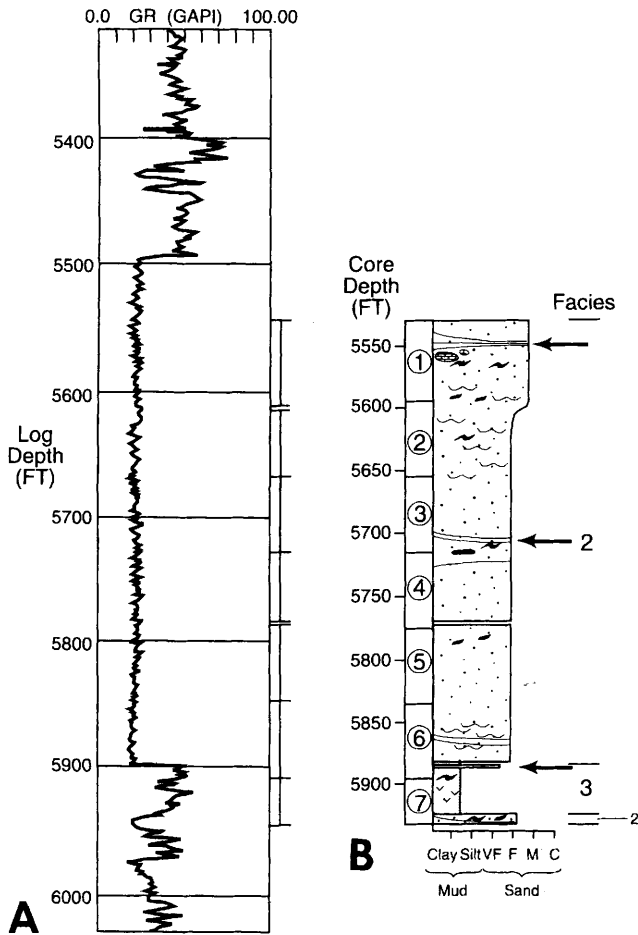 0.0 GR (GAPI) 100.00
5400
5500
5600
Log
Depth
(FT)
5700
5800
5900
6000
A
Core
Depth
(FT)
Facies
5550
5600
5650
5700
5750
5800
5850
5900
1
2
3
4
5
6
7
2
3
2
B
Clay Silt VF F M C
Mud Sand